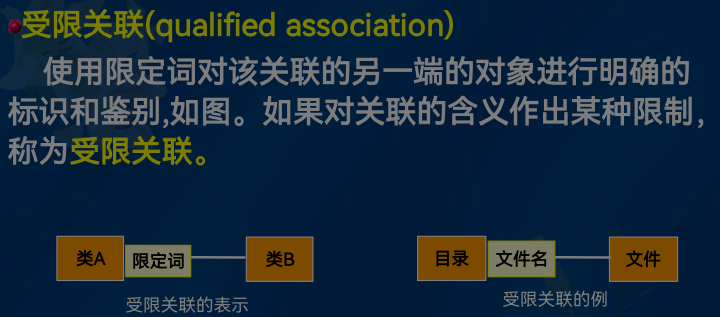 受限关联(qualified association)
使用限定词对该关联的另一端的对象进行明确的
标识和鉴别,如图。如果对关联的含义作出某种限制,
称为受限关联。
类A 限定词 类B 目录 文件名 文件
受限关联的表示 受限关联的例